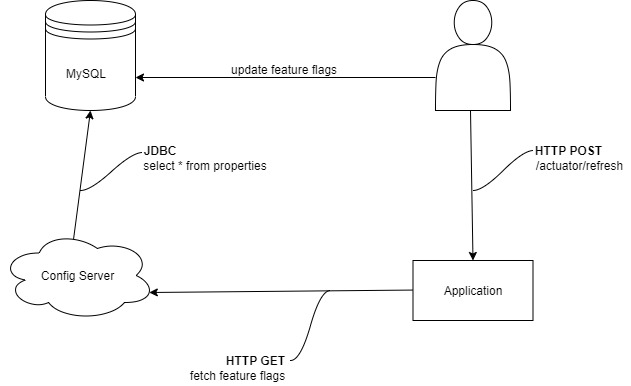 MySQL
update feature flags
JDBC
select * from properties
HTTP POST
/actuator/refresh
Config Server
Application
HTTP GET
fetch feature flags